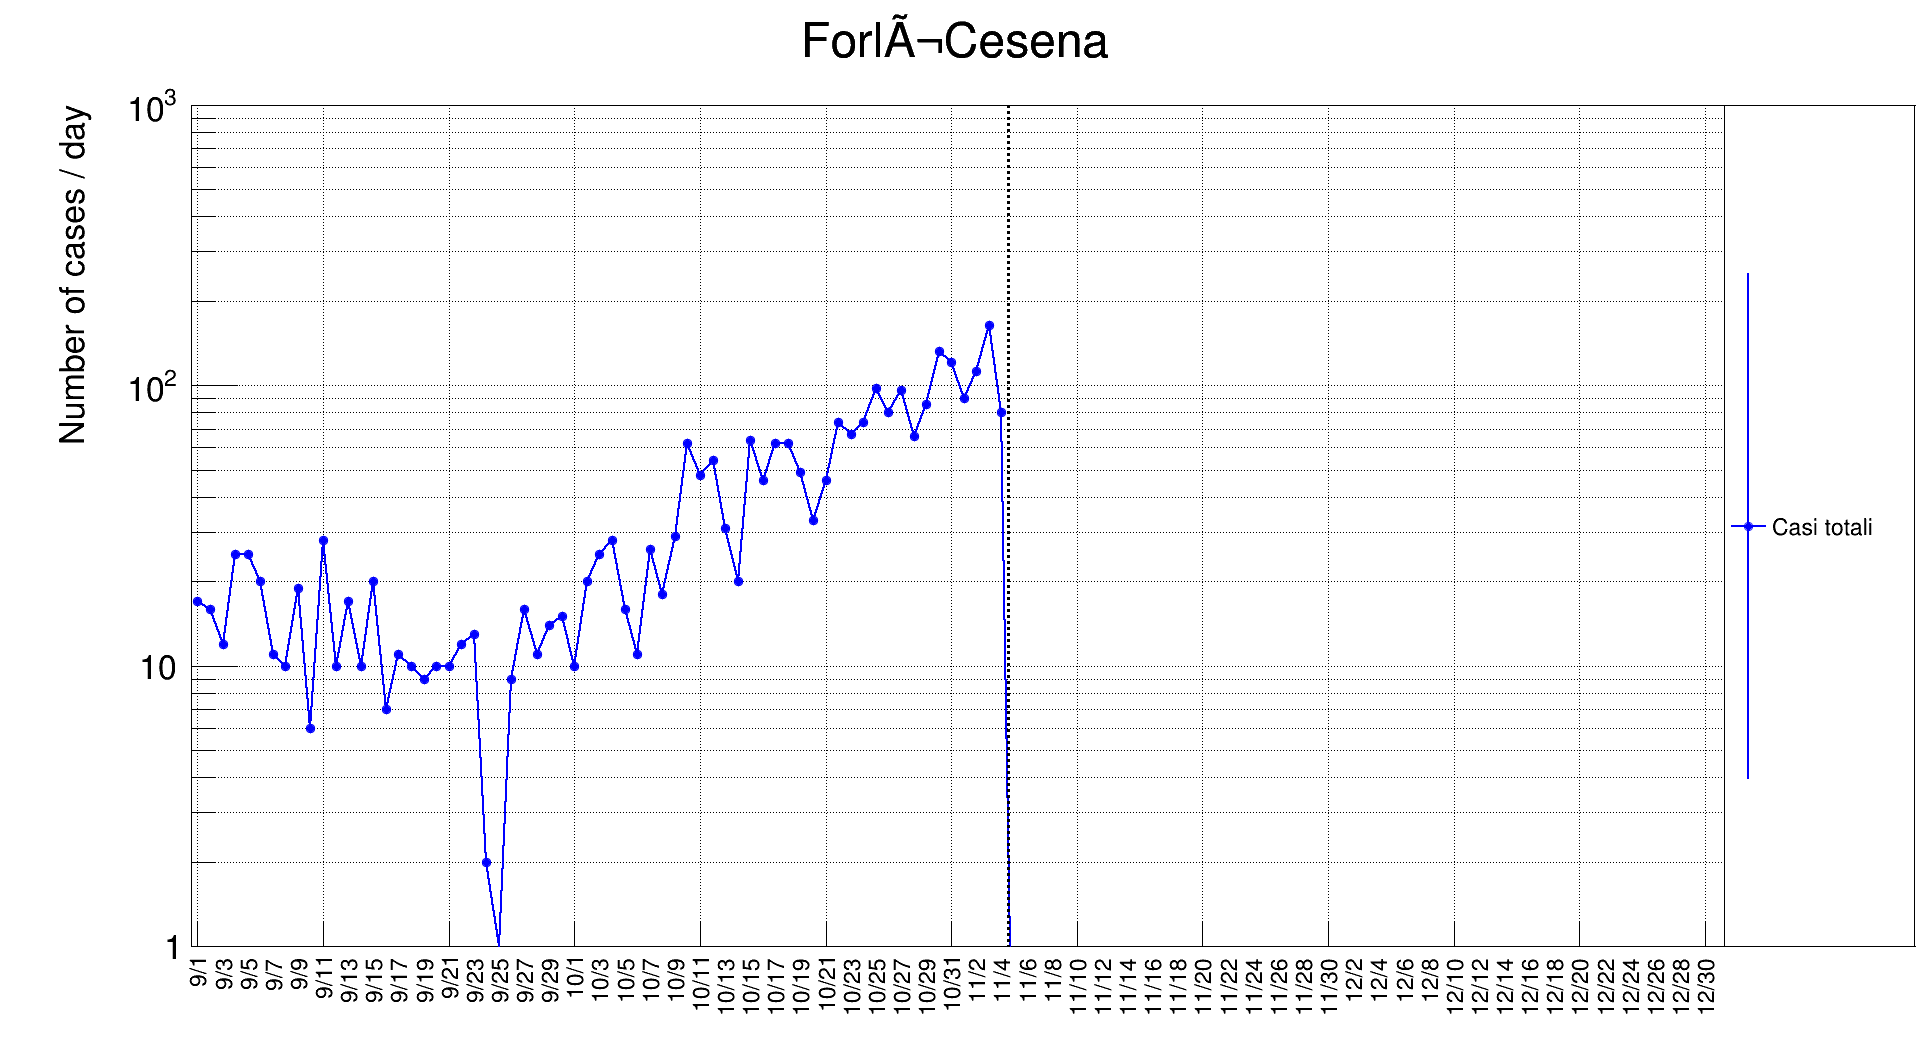 ForlÃ¬Cesena
Number of cases / day
10³
10²
10
1
9/1 9/3 9/5 9/7 9/9 9/11 9/13 9/15 9/17 9/19 9/21 9/23 9/25 9/27 9/29 10/1 10/3 10/5 10/7 10/9 10/11 10/13 10/15 10/17 10/19 10/21 10/23 10/25 10/27 10/29 10/31 11/2 11/4 11/6 11/8 11/10 11/12 11/14 11/16 11/18 11/20 11/22 11/24 11/26 11/28 11/30 12/2 12/4 12/6 12/8 12/10 12/12 12/14 12/16 12/18 12/20 12/22 12/24 12/26 12/28 12/30
Casi totali